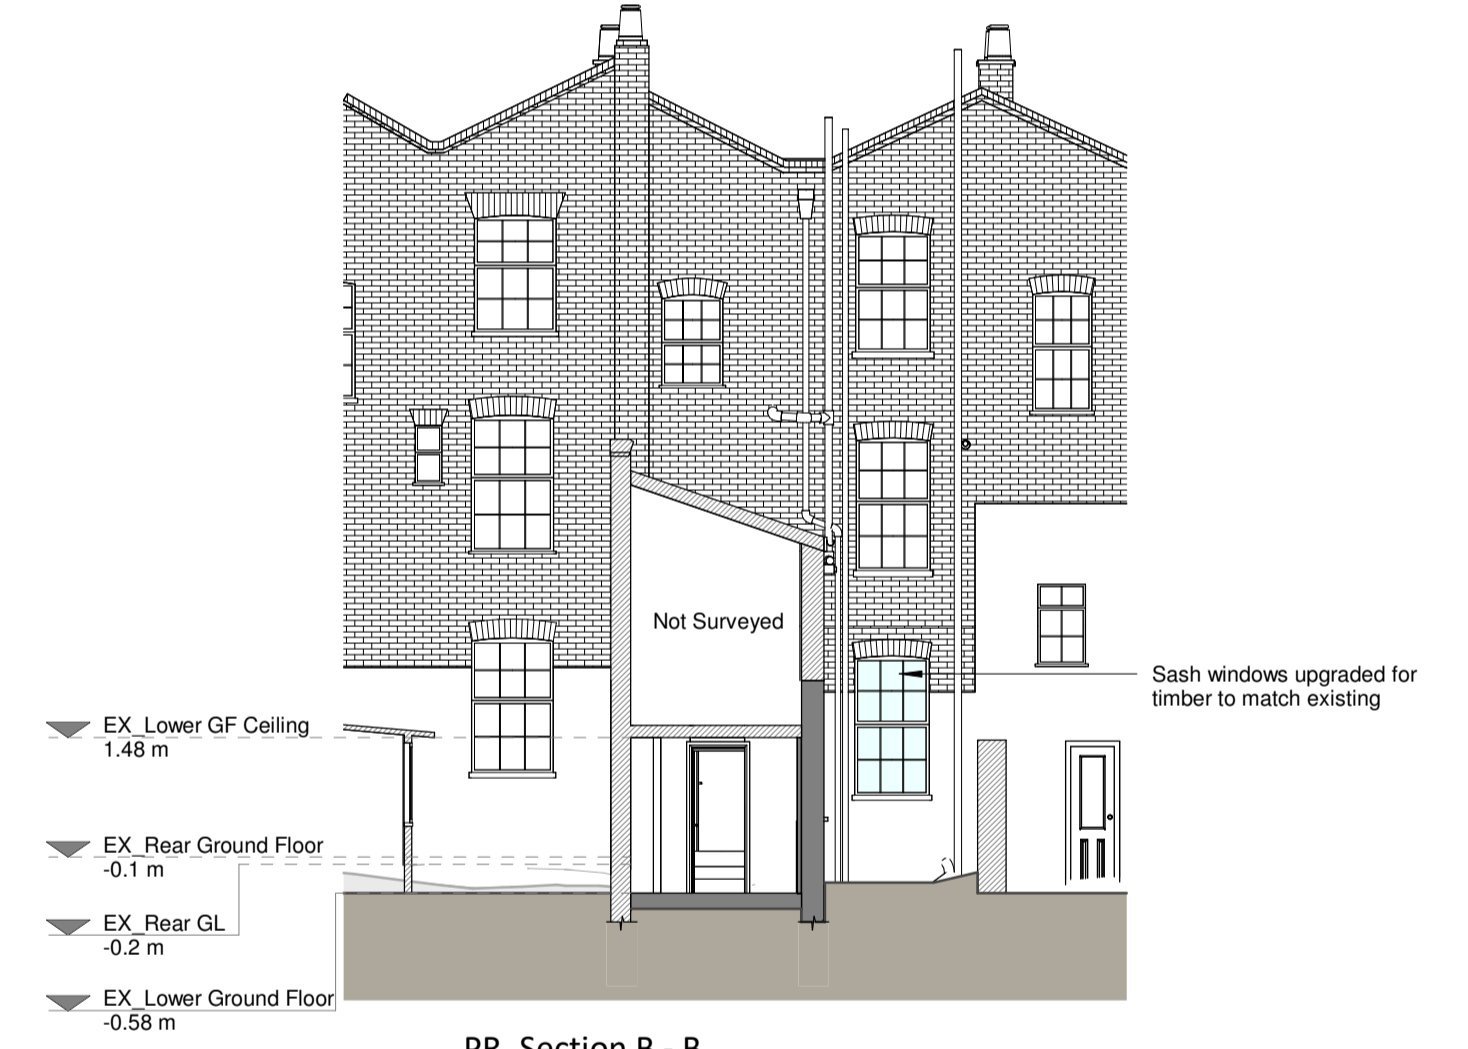 Not Surveyed
Sash windows upgraded for
timber to match existing
EX_Lower GF Ceiling
1.48 m
EX_Rear Ground Floor
-0.1 m
EX_Rear GL
-0.2 m
EX_Lower Ground Floor
-0.58 m
PR_Section B - B